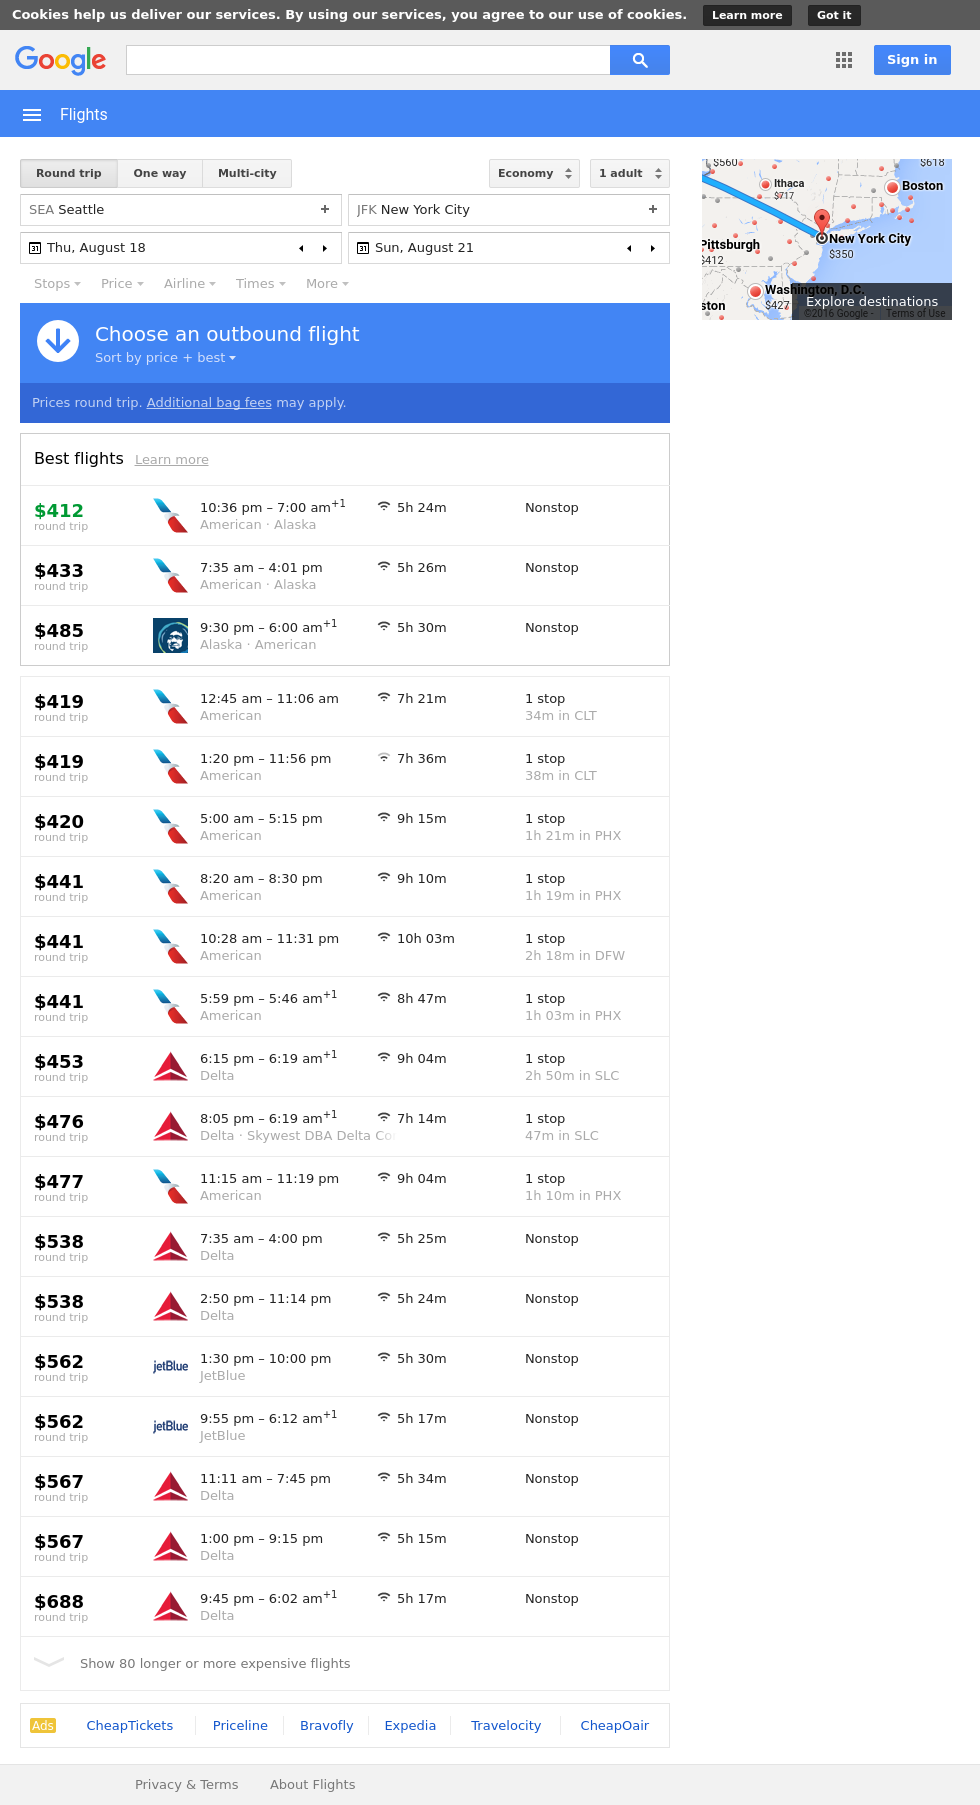 Cookies help us deliver our services. By using our services, you agree to our use of cookies. Learn more Got it
Google Sign in
Flights
Round trip One way Multi-city Economy 1 adult
SEA Seattle + JFK New York City +
31 Thu, August 18 31 Sun, August 21
Stops Price Airline Times More
Choose an outbound flight
Sort by price + best
Prices round trip. Additional bag fees may apply.
$560 $618
Ithaca
$717
Boston
New York City
$350
Pittsburgh
$412
Washington, D.C.
$427
ston
Explore destinations
©2016 Google - Terms of Use
Best flights Learn more
$412 10:36 pm – 7:00 am+1 5h 24m Nonstop
round trip American · Alaska
$433 7:35 am – 4:01 pm 5h 26m Nonstop
round trip American · Alaska
$485 9:30 pm – 6:00 am+1 5h 30m Nonstop
round trip Alaska · American
$419 12:45 am – 11:06 am 7h 21m 1 stop
round trip American 34m in CLT
$419 1:20 pm – 11:56 pm 7h 36m 1 stop
round trip American 38m in CLT
$420 5:00 am – 5:15 pm 9h 15m 1 stop
round trip American 1h 21m in PHX
$441 8:20 am – 8:30 pm 9h 10m 1 stop
round trip American 1h 19m in PHX
$441 10:28 am – 11:31 pm 10h 03m 1 stop
round trip American 2h 18m in DFW
$441 5:59 pm – 5:46 am+1 8h 47m 1 stop
round trip American 1h 03m in PHX
$453 6:15 pm – 6:19 am+1 9h 04m 1 stop
round trip Delta 2h 50m in SLC
$476 8:05 pm – 6:19 am+1 7h 14m 1 stop
round trip Delta · Skywest DBA Delta Co 47m in SLC
$477 11:15 am – 11:19 pm 9h 04m 1 stop
round trip American 1h 10m in PHX
$538 7:35 am – 4:00 pm 5h 25m Nonstop
round trip Delta
$538 2:50 pm – 11:14 pm 5h 24m Nonstop
round trip Delta
$562 jetBlue 1:30 pm – 10:00 pm 5h 30m Nonstop
round trip JetBlue
$562 jetBlue 9:55 pm – 6:12 am+1 5h 17m Nonstop
round trip JetBlue
$567 11:11 am – 7:45 pm 5h 34m Nonstop
round trip Delta
$567 1:00 pm – 9:15 pm 5h 15m Nonstop
round trip Delta
$688 9:45 pm – 6:02 am+1 5h 17m Nonstop
round trip Delta
Show 80 longer or more expensive flights
Ads CheapTickets Priceline Bravofly Expedia Travelocity CheapOair
Privacy & Terms About Flights